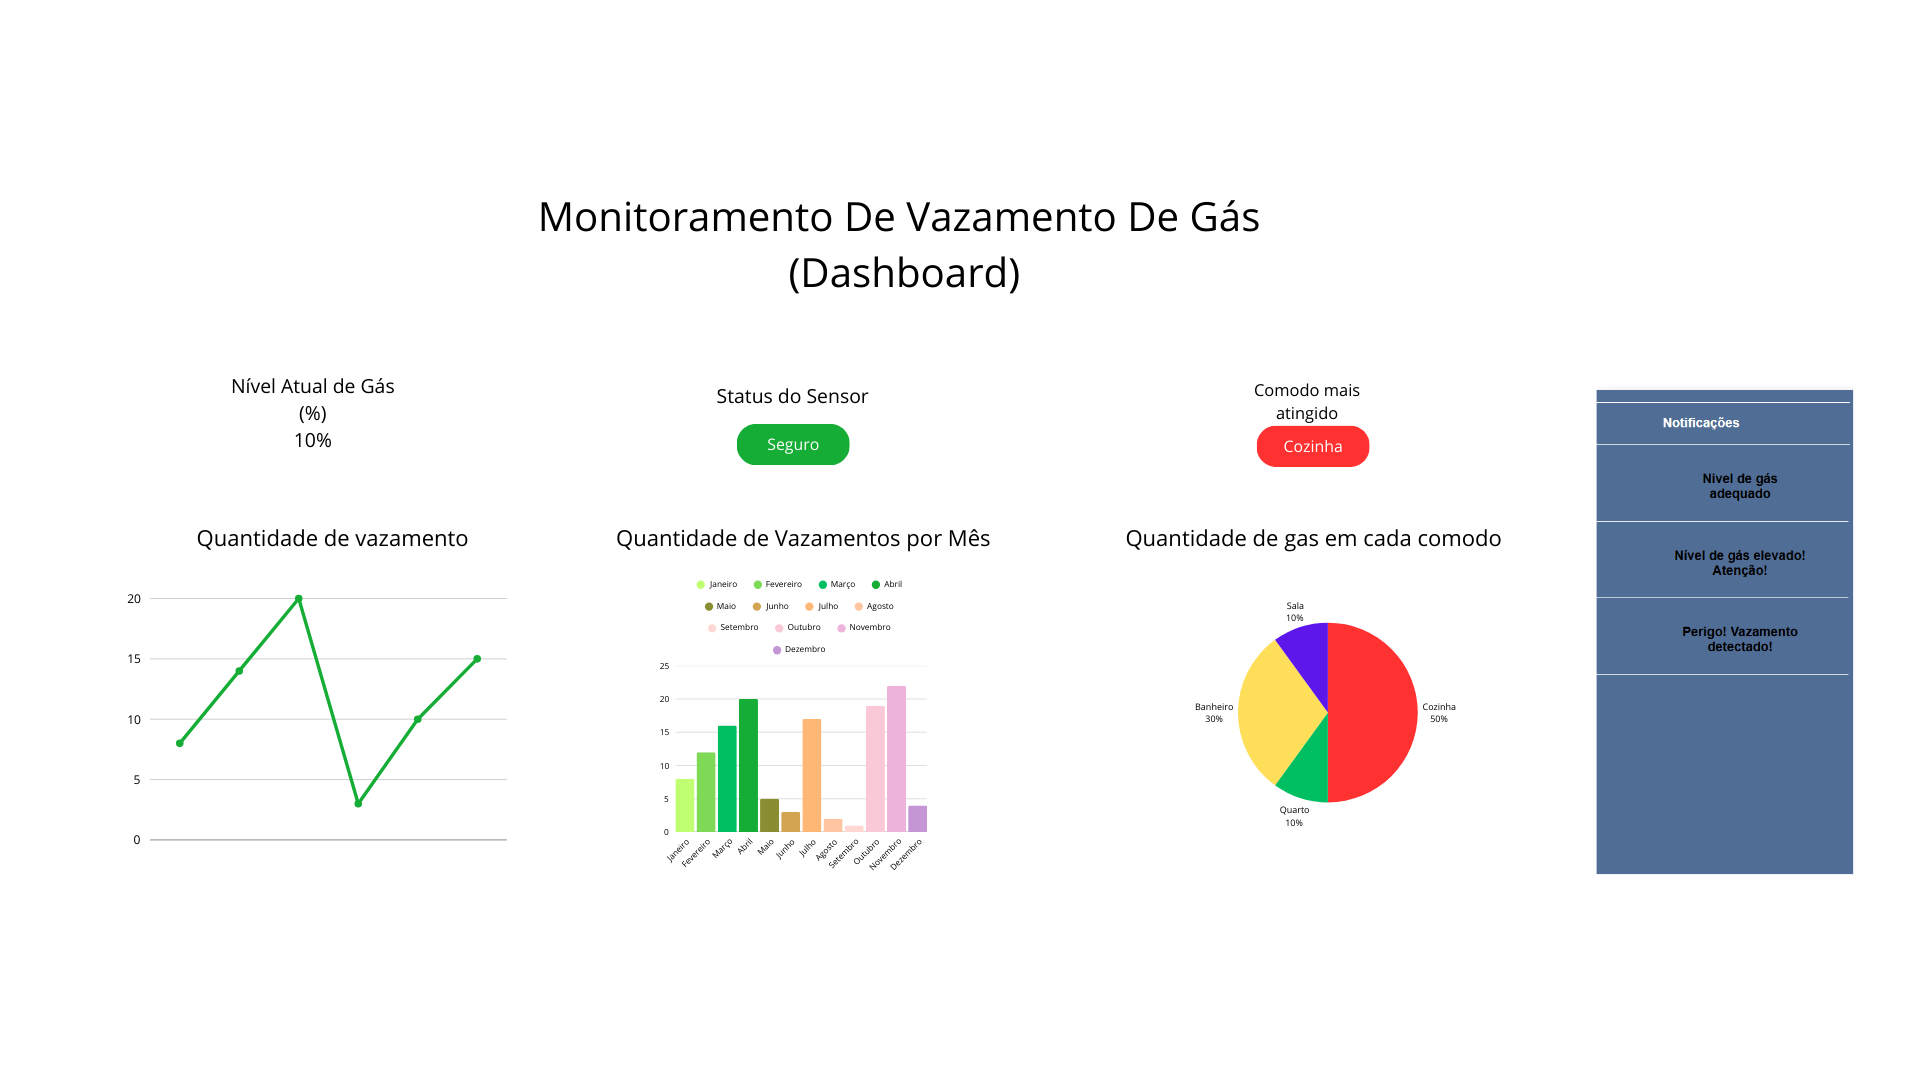 Monitoramento De Vazamento De Gás
(Dashboard)
Nível Atual de Gás
(%)
10%
Status do Sensor
Seguro
Comodo mais
atingido
Cozinha
Notificações
Nivel de gás
adequado
Nível de gás elevado!
Atenção!
Perigo! Vazamento
detectado!
Quantidade de vazamento
20
15
10
5
0
Quantidade de Vazamentos por Mês
Janeiro Fevereiro Março Abril
Maio Junho Julho Agosto
Setembro Outubro Novembro
Dezembro
25
20
15
10
5
0
Janeiro
Fevereiro
Março
Abril
Maio
Junho
Julho
Agosto
Setembro
Outubro
Novembro
Dezembro
Quantidade de gas em cada comodo
Sala
10%
Banheiro
30%
Cozinha
50%
Quarto
10%